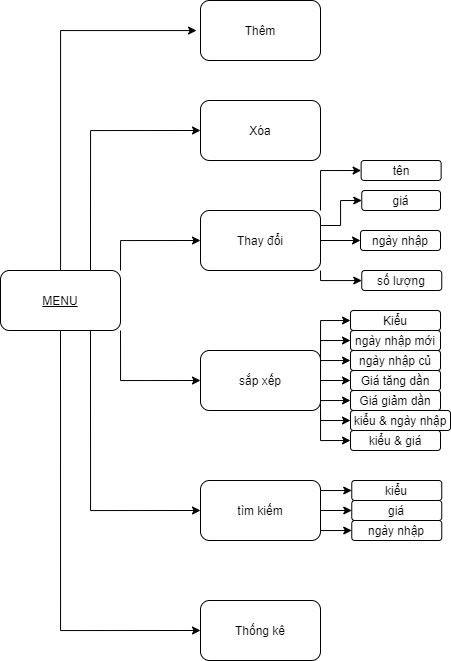 Thêm
Xóa
tên
giá
Thay đổi
ngày nhập
số lượng
MENU
Kiểu
ngày nhập mới
ngày nhập củ
sắp xếp
Giá tăng dần
Giá giảm dần
kiểu & ngày nhập
kiểu & giá
kiểu
tìm kiếm
giá
ngày nhập
Thống kê